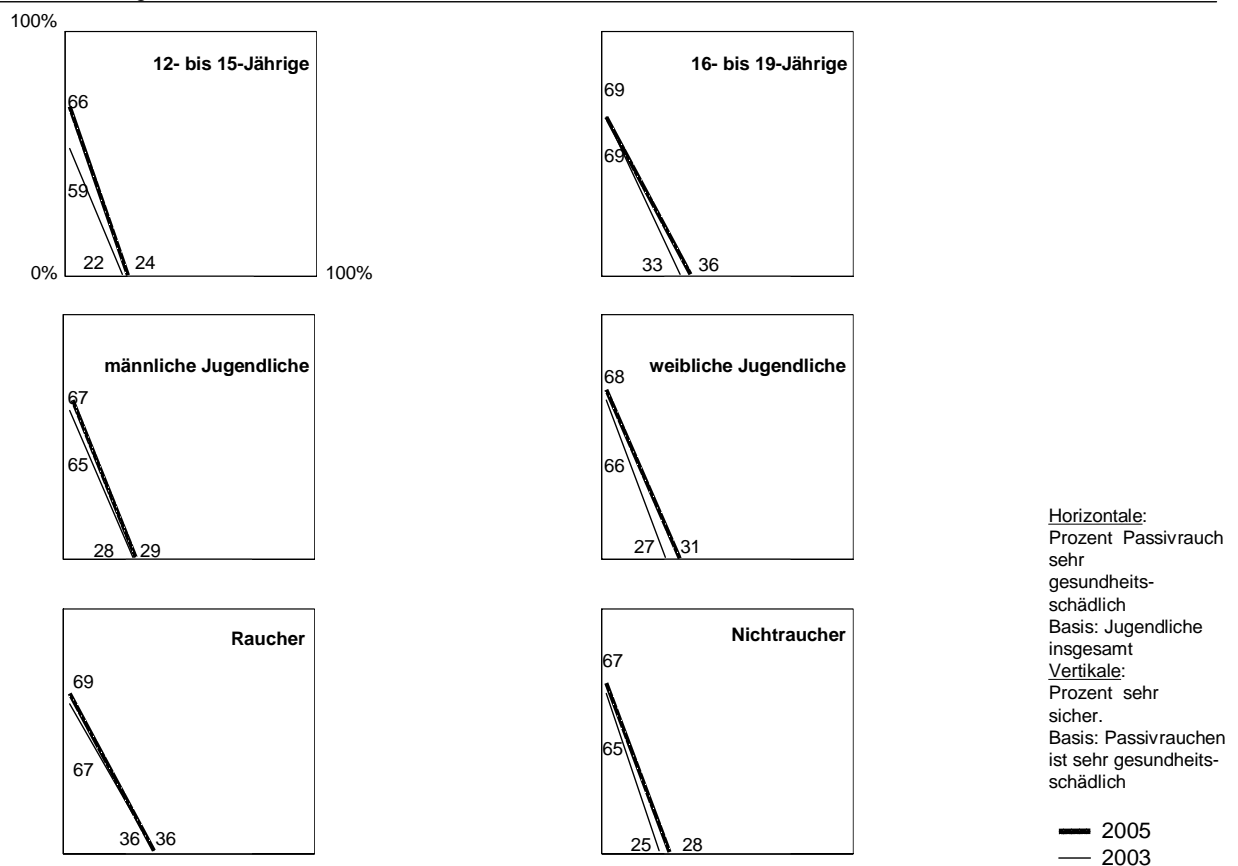 100%
12- bis 15-Jährige
66
59
22 24
0% 100%
16- bis 19-Jährige
69
69
33 36
männliche Jugendliche
67
65
28 29
weibliche Jugendliche
68
66
27 31
Raucher
69
67
36 36
Nichtraucher
67
65
25 28
Horizontale:
Prozent Passivrauch
sehr
gesundheits-
schädlich
Basis: Jugendliche
insgesamt
Vertikale:
Prozent sehr
sicher.
Basis: Passivrauchen
ist sehr gesundheits-
schädlich
2005
2003